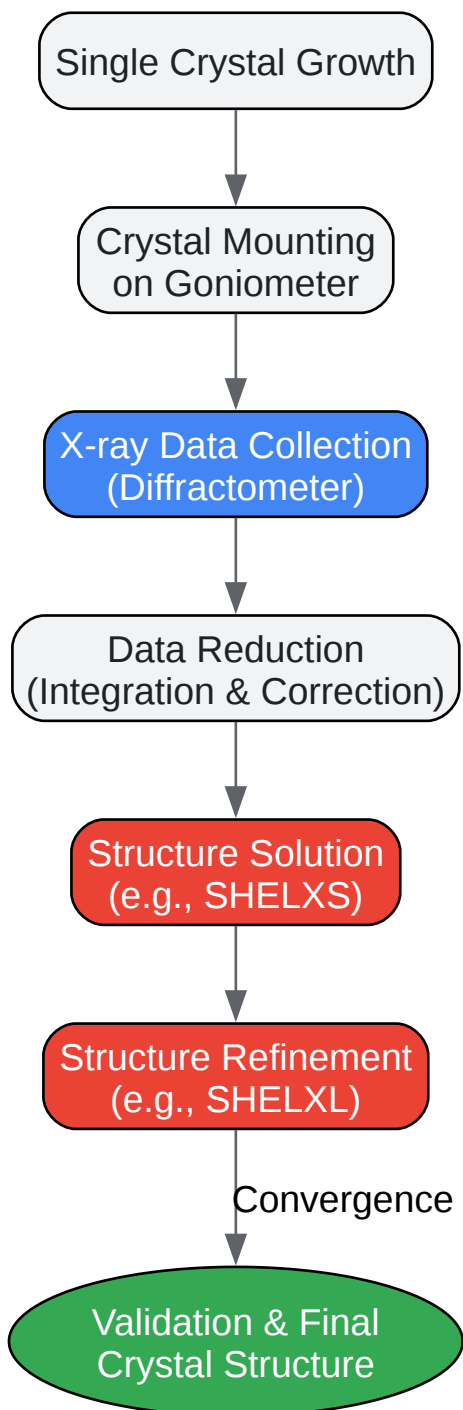 Single Crystal Growth
Crystal Mounting
on Goniometer
X-ray Data Collection
(Diffractometer)
Data Reduction
(Integration & Correction)
Structure Solution
(e.g., SHELXS)
Structure Refinement
(e.g., SHELXL)
Convergence
Validation & Final
Crystal Structure